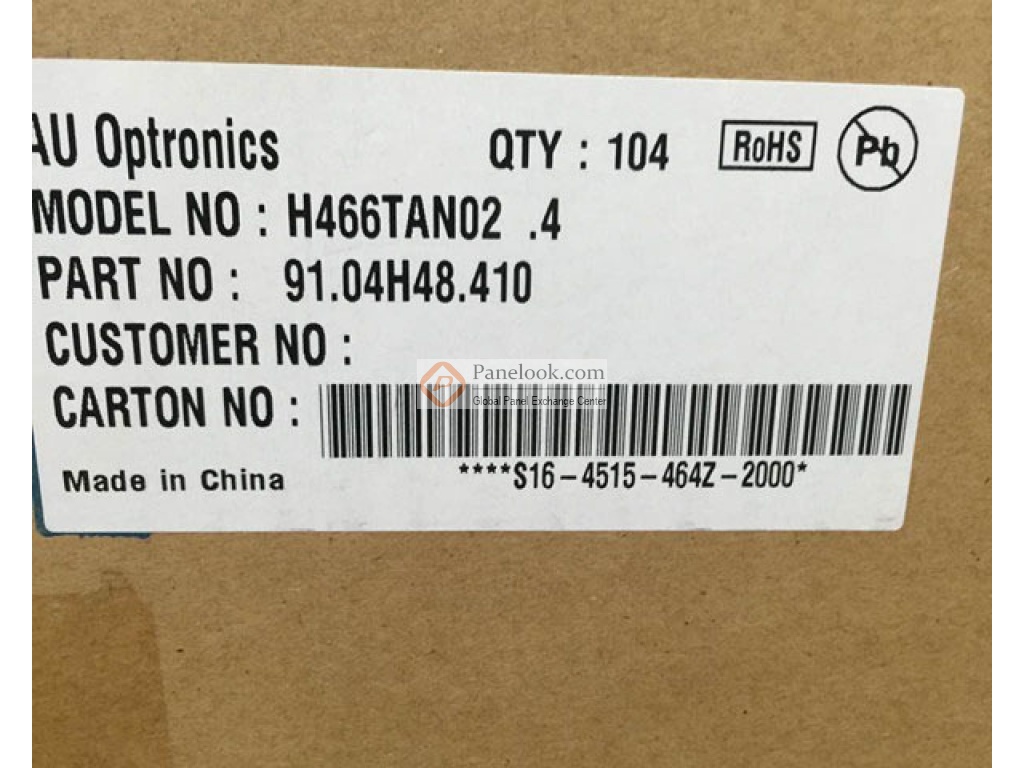 AU Optronics QTY : 104 RoHS Pb
MODEL NO : H466TAN02 .4
PART NO : 91.04H48.410
CUSTOMER NO :
CARTON NO :
Panelook.com
Global Panel Exchange Center
Made in China ****S16-4515-464Z-2000*